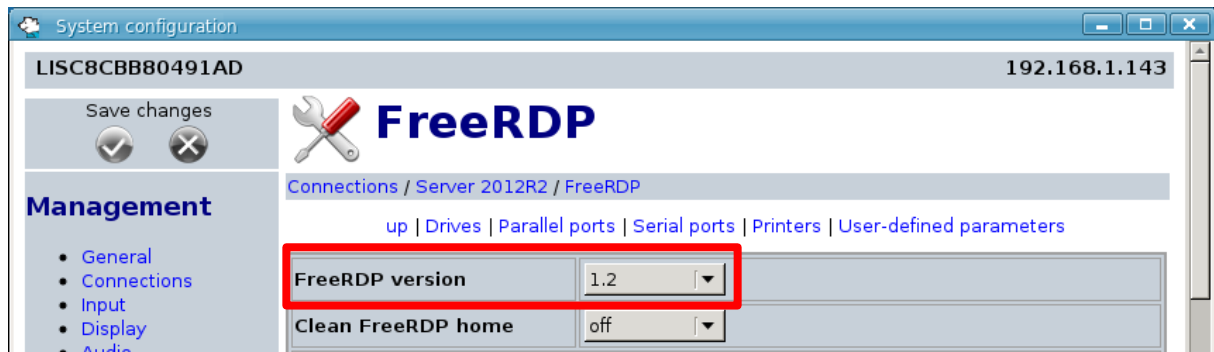 System configuration
LISC8CBB80491AD 192.168.1.143
Save changes
FreeRDP
Connections / Server 2012R2 / FreeRDP
Management
up | Drives | Parallel ports | Serial ports | Printers | User-defined parameters
General
Connections
Input
Display
Audio
FreeRDP version 1.2
Clean FreeRDP home off